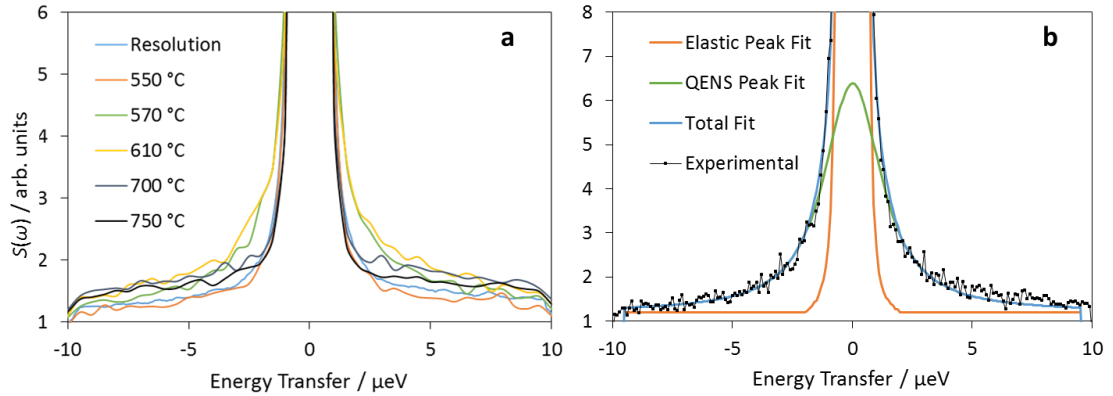 a
6
5
4
3
2
1
S(ω) / arb. units
Resolution
550 °C
570 °C
610 °C
700 °C
750 °C
-10
-5
0
5
10
Energy Transfer / µeV
b
8
7
6
5
4
3
2
1
Elastic Peak Fit
QENS Peak Fit
Total Fit
Experimental
-10
-5
0
5
10
Energy Transfer / µeV